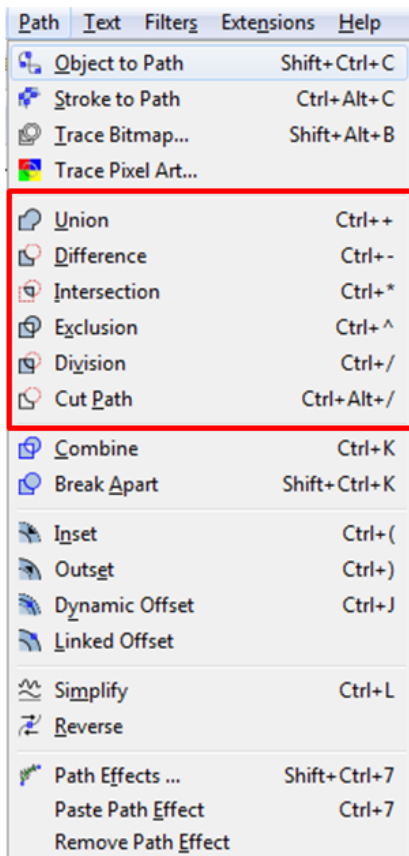 Path Text Filters Extensions Help
Object to Path Shift+Ctrl+C
Stroke to Path Ctrl+Alt+C
Trace Bitmap... Shift+Alt+B
Trace Pixel Art...
Union Ctrl++
Difference Ctrl+-
Intersection Ctrl+*
Exclusion Ctrl+^
Division Ctrl+/
Cut Path Ctrl+Alt+/
Combine Ctrl+K
Break Apart Shift+Ctrl+K
Inset Ctrl+(
Outset Ctrl+)
Dynamic Offset Ctrl+J
Linked Offset
Simplify Ctrl+L
Reverse
Path Effects ... Shift+Ctrl+7
Paste Path Effect Ctrl+7
Remove Path Effect